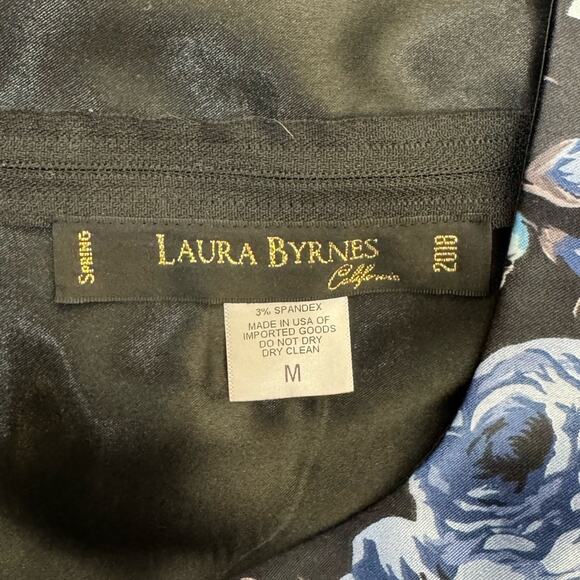 SPRING
LAURA BYRNES
California
2018
3% SPANDEX
MADE IN USA OF
IMPORTED GOODS
DO NOT DRY
DRY CLEAN
M